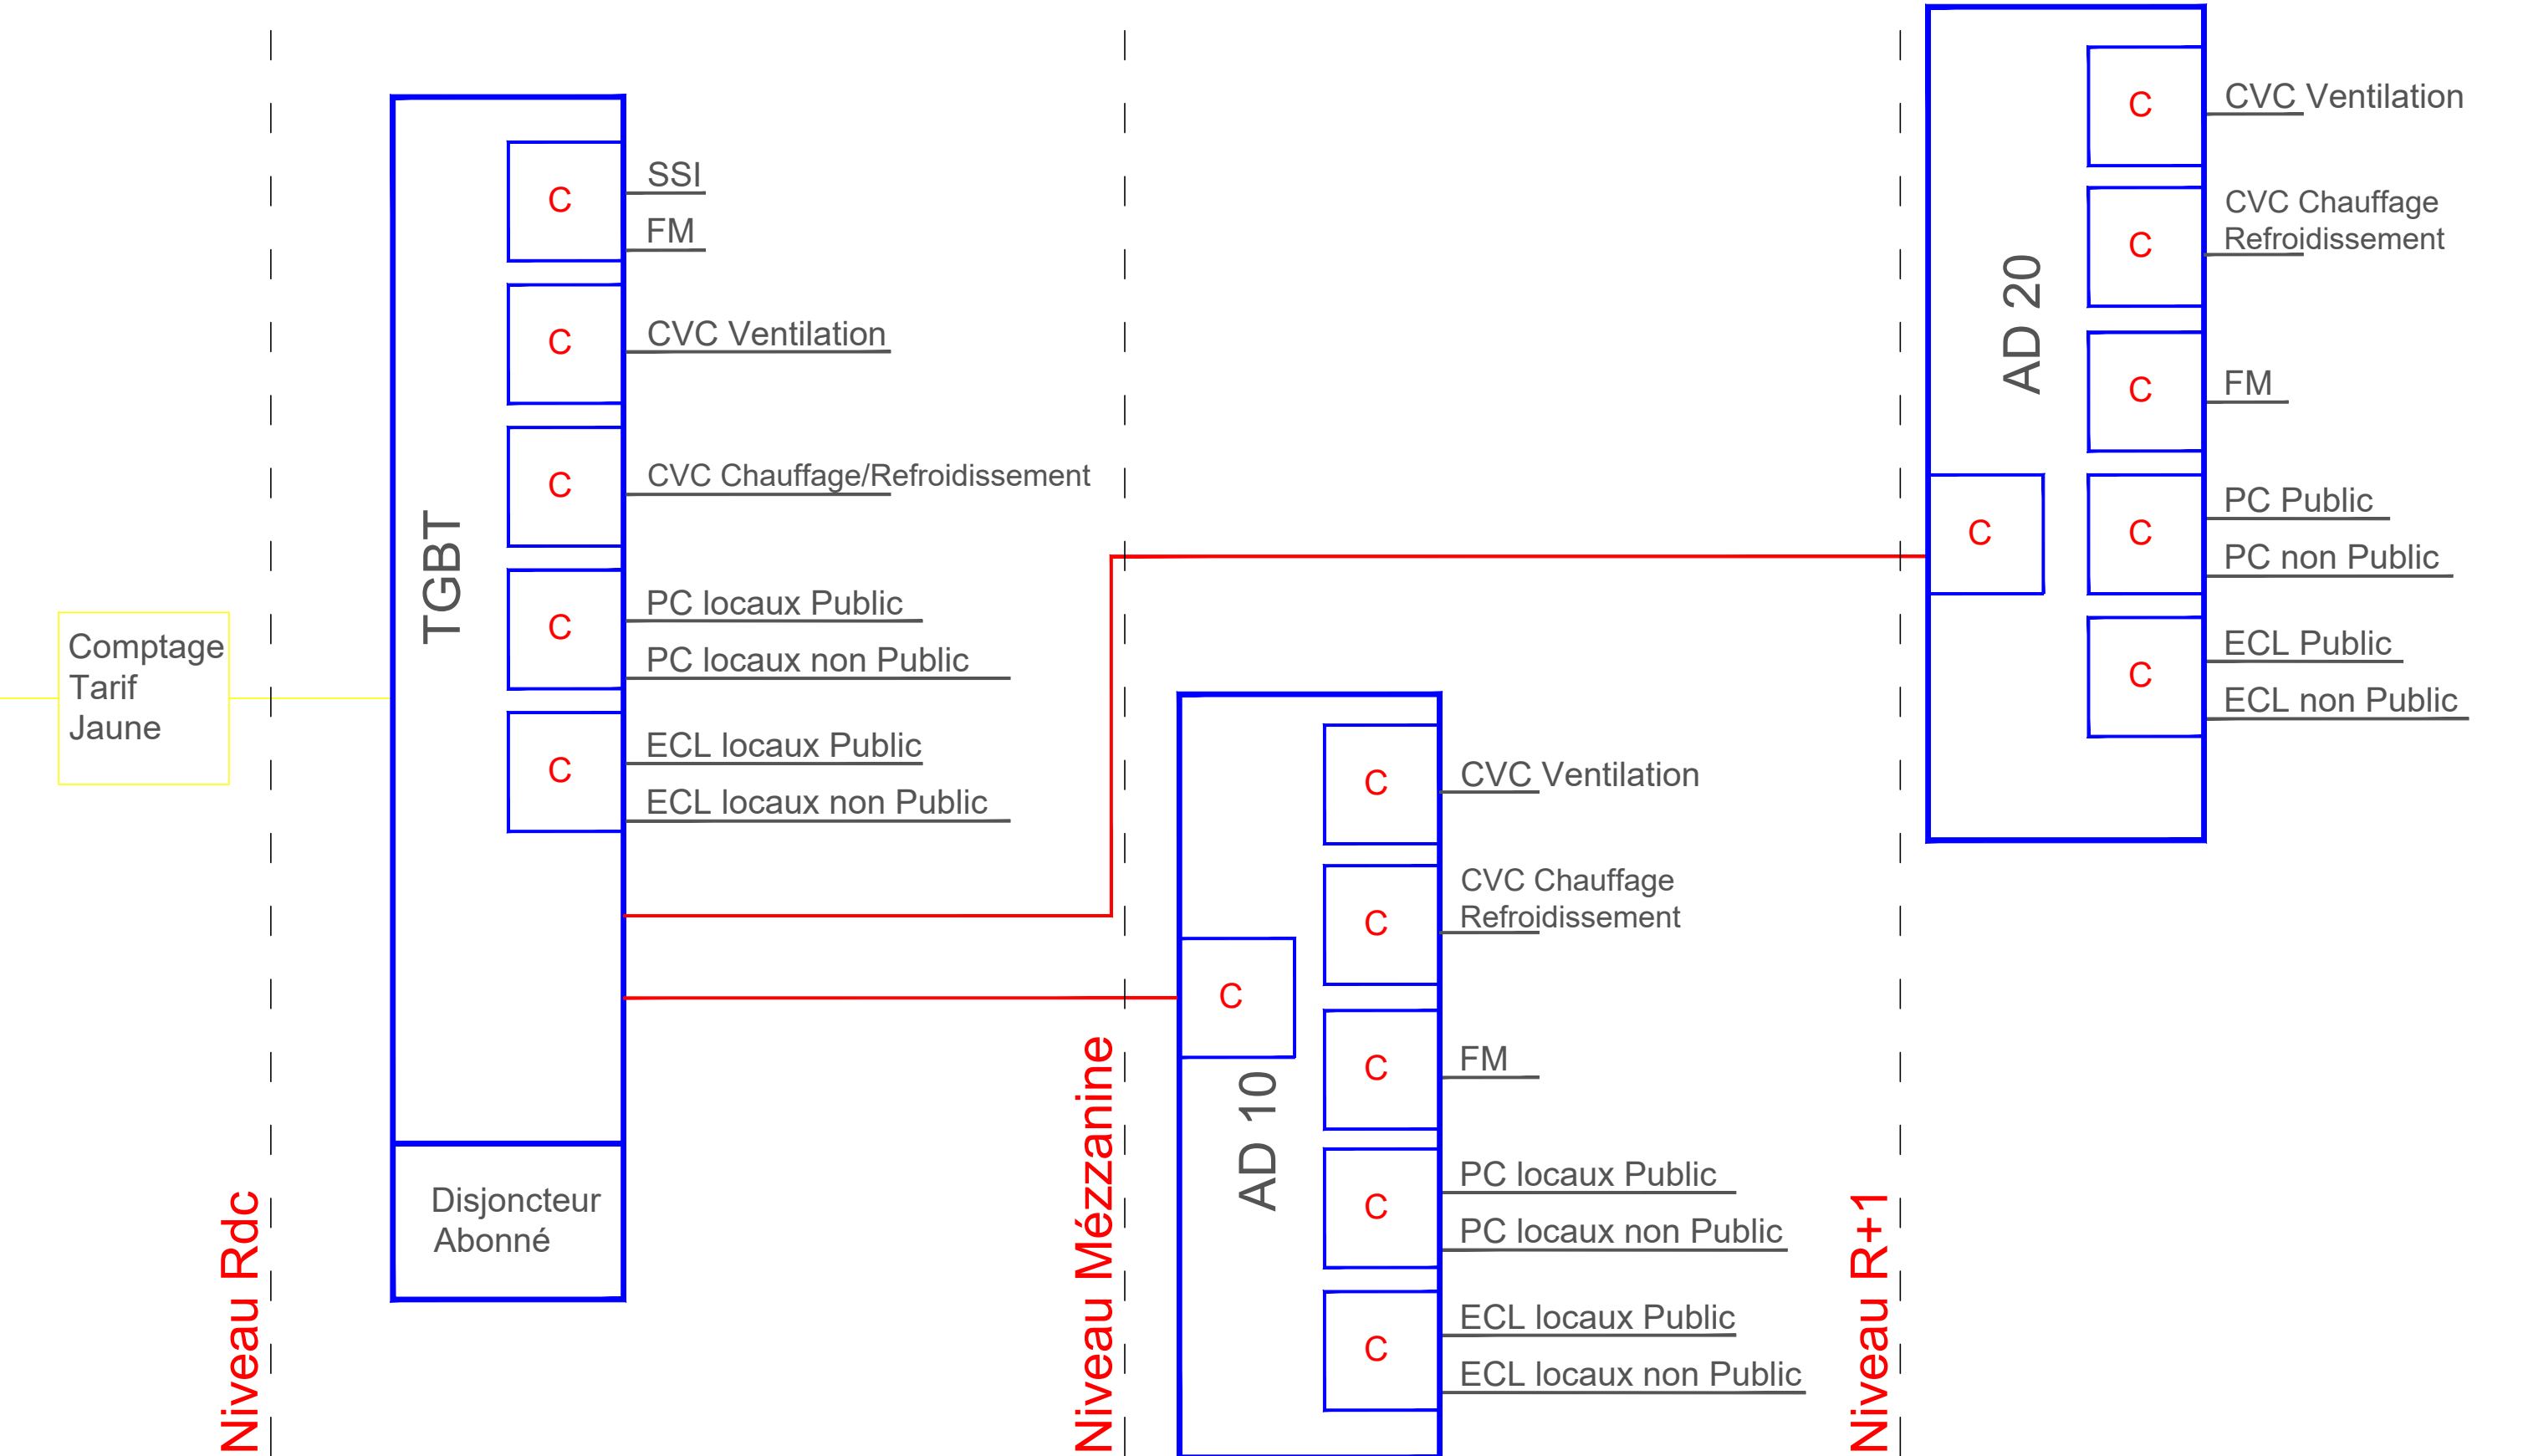 Comptage
Tarif
Jaune
Niveau Rdc
TGBT
C
SSI
FM
C
CVC Ventilation
C
CVC Chauffage/Refroidissement
C
PC locaux Public
PC locaux non Public
C
ECL locaux Public
ECL locaux non Public
Disjoncteur
Abonné
Niveau Mézzanine
AD 10
C
C
CVC Ventilation
C
CVC Chauffage
Refroidissement
C
FM
C
PC locaux Public
PC locaux non Public
C
ECL locaux Public
ECL locaux non Public
Niveau R+1
AD 20
C
C
CVC Ventilation
C
CVC Chauffage
Refroidissement
C
FM
C
PC Public
PC non Public
C
ECL Public
ECL non Public